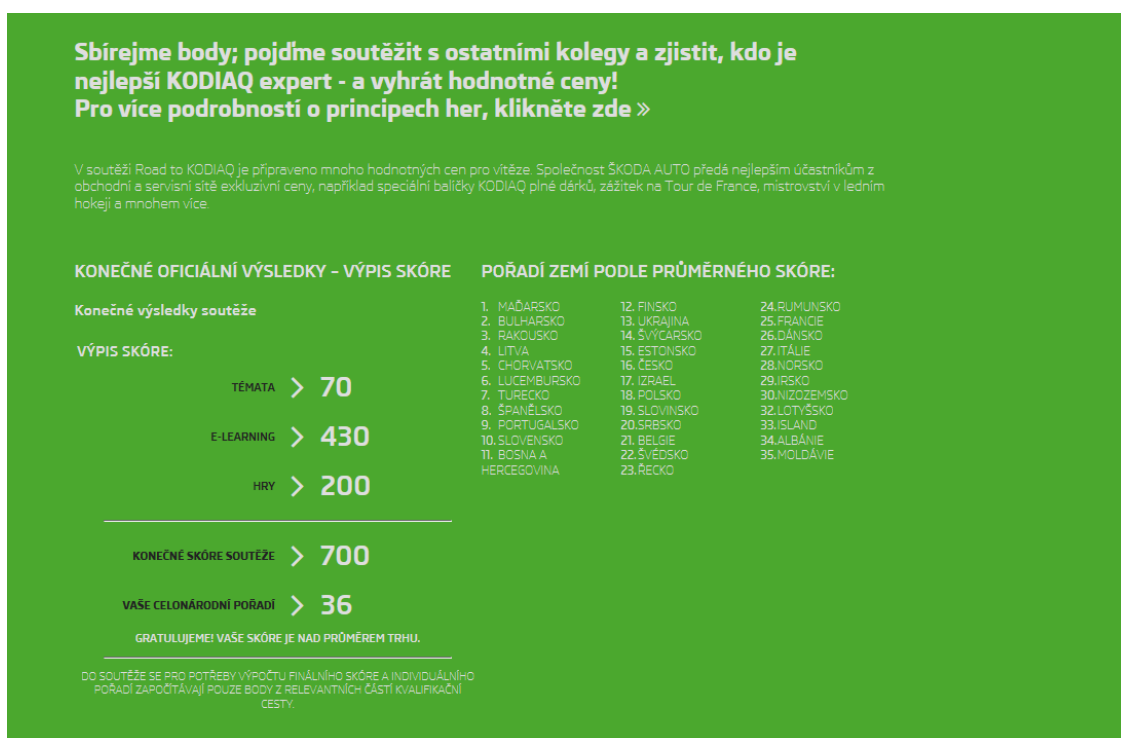 Sbírejme body; pojďme soutěžit s ostatními kolegy a zjistit, kdo je
nejlepší KODIAQ expert - a vyhrát hodnotné ceny!
Pro více podrobností o principech her, klikněte zde »
V soutěži Road to KODIAQ je připraveno mnoho hodnotných cen pro vítěze. Společnost ŠKODA AUTO předá nejlepším účastníkům z
obchodní a servisní sítě exkluzivní ceny, například speciální balíčky KODIAQ plné dárků, zážitek na Tour de France, mistrovství v ledním
hokeji a mnohem více.
KONEČNÉ OFICIÁLNÍ VÝSLEDKY – VÝPIS SKÓRE
Konečné výsledky soutěže
VÝPIS SKÓRE:
TÉMATA > 70
E-LEARNING > 430
HRY > 200
KONEČNÉ SKÓRE SOUTĚŽE > 700
VAŠE CELONÁRODNÍ POŘADÍ > 36
GRATULUJEME! VAŠE SKÓRE JE NAD PRŮMĚREM TRHU.
DO SOUTĚŽE SE PRO POTŘEBY VÝPOČTU FINÁLNÍHO SKÓRE A INDIVIDUÁLNÍHO
POŘADÍ ZAPOČÍTÁVAJÍ POUZE BODY Z RELEVANTNÍCH ČÁSTÍ KVALIFIKAČNÍ
CESTY.
POŘADÍ ZEMÍ PODLE PRŮMĚRNÉHO SKÓRE:
1. MAĎARSKO
2. BULHARSKO
3. RAKOUSKO
4. LITVA
5. CHORVATSKO
6. LUCEMBURSKO
7. TURECKO
8. ŠPANĚLSKO
9. PORTUGALSKO
10. SLOVENSKO
11. BOSNA A
HERCEGOVINA
12. FINSKO
13. UKRAJINA
14. ŠVÝCARSKO
15. ESTONSKO
16. ČESKO
17. IZRAEL
18. POLSKO
19. SLOVINSKO
20. SRBSKO
21. BELGIE
22. ŠVÉDSKO
23. ŘECKO
24. RUMUNSKO
25. FRANCIE
26. DÁNSKO
27. ITÁLIE
28. NORSKO
29. IRSKO
30. NIZOZEMSKO
32. LOTYŠSKO
33. ISLAND
34. ALBÁNIE
35. MOLDÁVIE